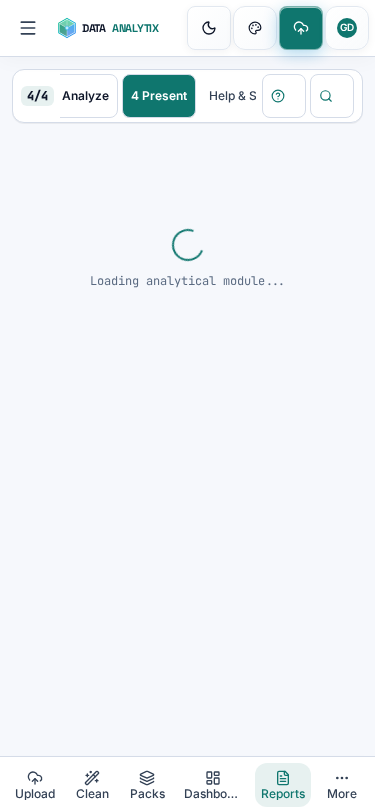 DATA ANALYTIX
GD
4/4 Analyze 4 Present Help & S
Loading analytical module...
Upload Clean Packs Dashbo... Reports More